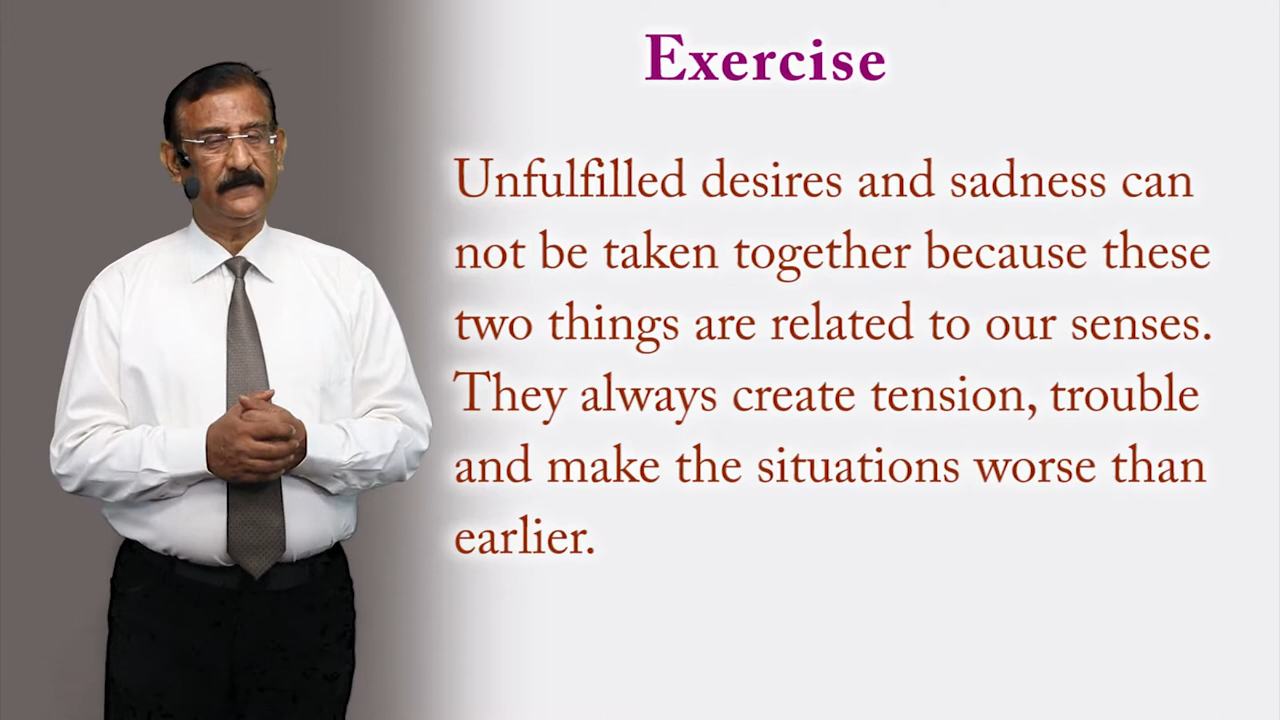 Exercise
Unfulfilled desires and sadness can
not be taken together because these
two things are related to our senses.
They always create tension, trouble
and make the situations worse than
earlier.